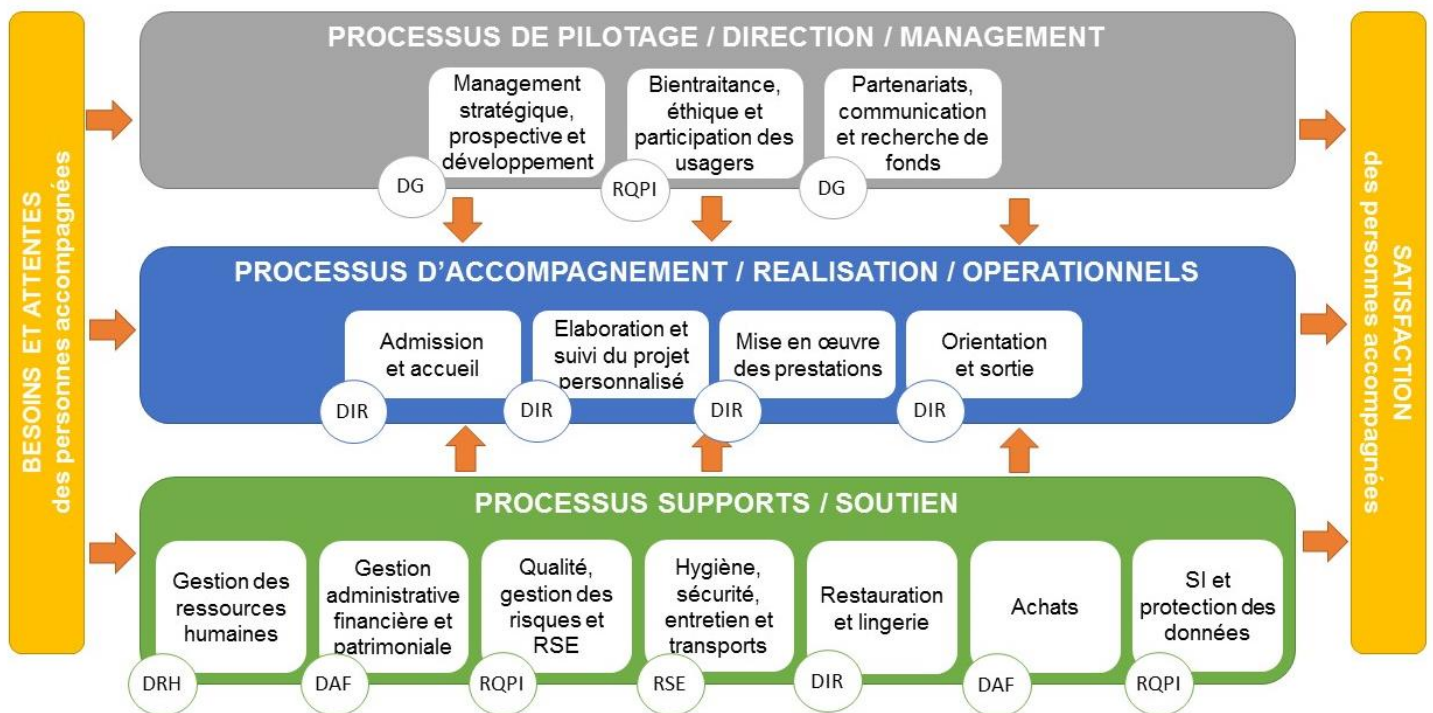 BESOINS ET ATTENTES
des personnes accompagnées
PROCESSUS DE PILOTAGE / DIRECTION / MANAGEMENT
Management
stratégique,
prospective et
développement
DG
Bientraitance,
éthique et
participation des
usagers
RQPI
Partenariats,
communication
et recherche de
fonds
DG
PROCESSUS D’ACCOMPAGNEMENT / REALISATION / OPERATIONNELS
Admission
et accueil
DIR
Elaboration et
suivi du projet
personnalisé
DIR
Mise en œuvre
des prestations
DIR
Orientation
et sortie
DIR
PROCESSUS SUPPORTS / SOUTIEN
Gestion des
ressources
humaines
DRH
Gestion
administrative
financière et
patrimoniale
DAF
Qualité,
gestion des
risques et
RSE
RQPI
Hygiène,
sécurité,
entretien et
transports
RSE
Restauration
et lingerie
DIR
Achats
DAF
SI et
protection des
données
RQPI
SATISFACTION
des personnes accompagnées